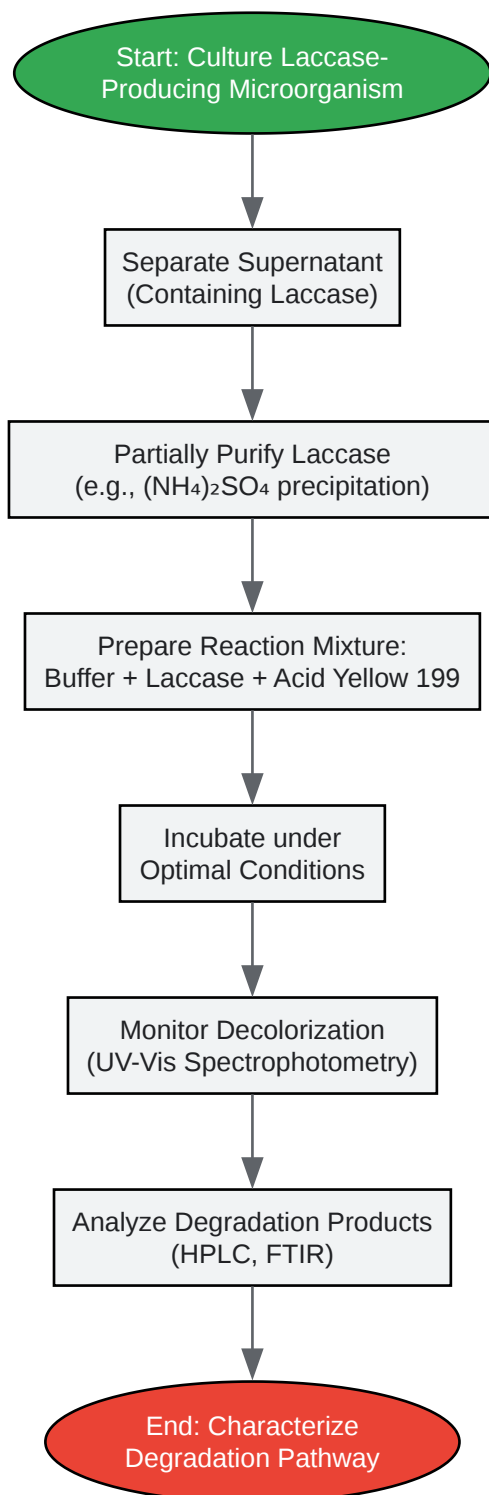 Start: Culture Laccase-
Producing Microorganism
Separate Supernatant
(Containing Laccase)
Partially Purify Laccase
(e.g., (NH₄)₂SO₄ precipitation)
Prepare Reaction Mixture:
Buffer + Laccase + Acid Yellow 199
Incubate under
Optimal Conditions
Monitor Decolorization
(UV-Vis Spectrophotometry)
Analyze Degradation Products
(HPLC, FTIR)
End: Characterize
Degradation Pathway